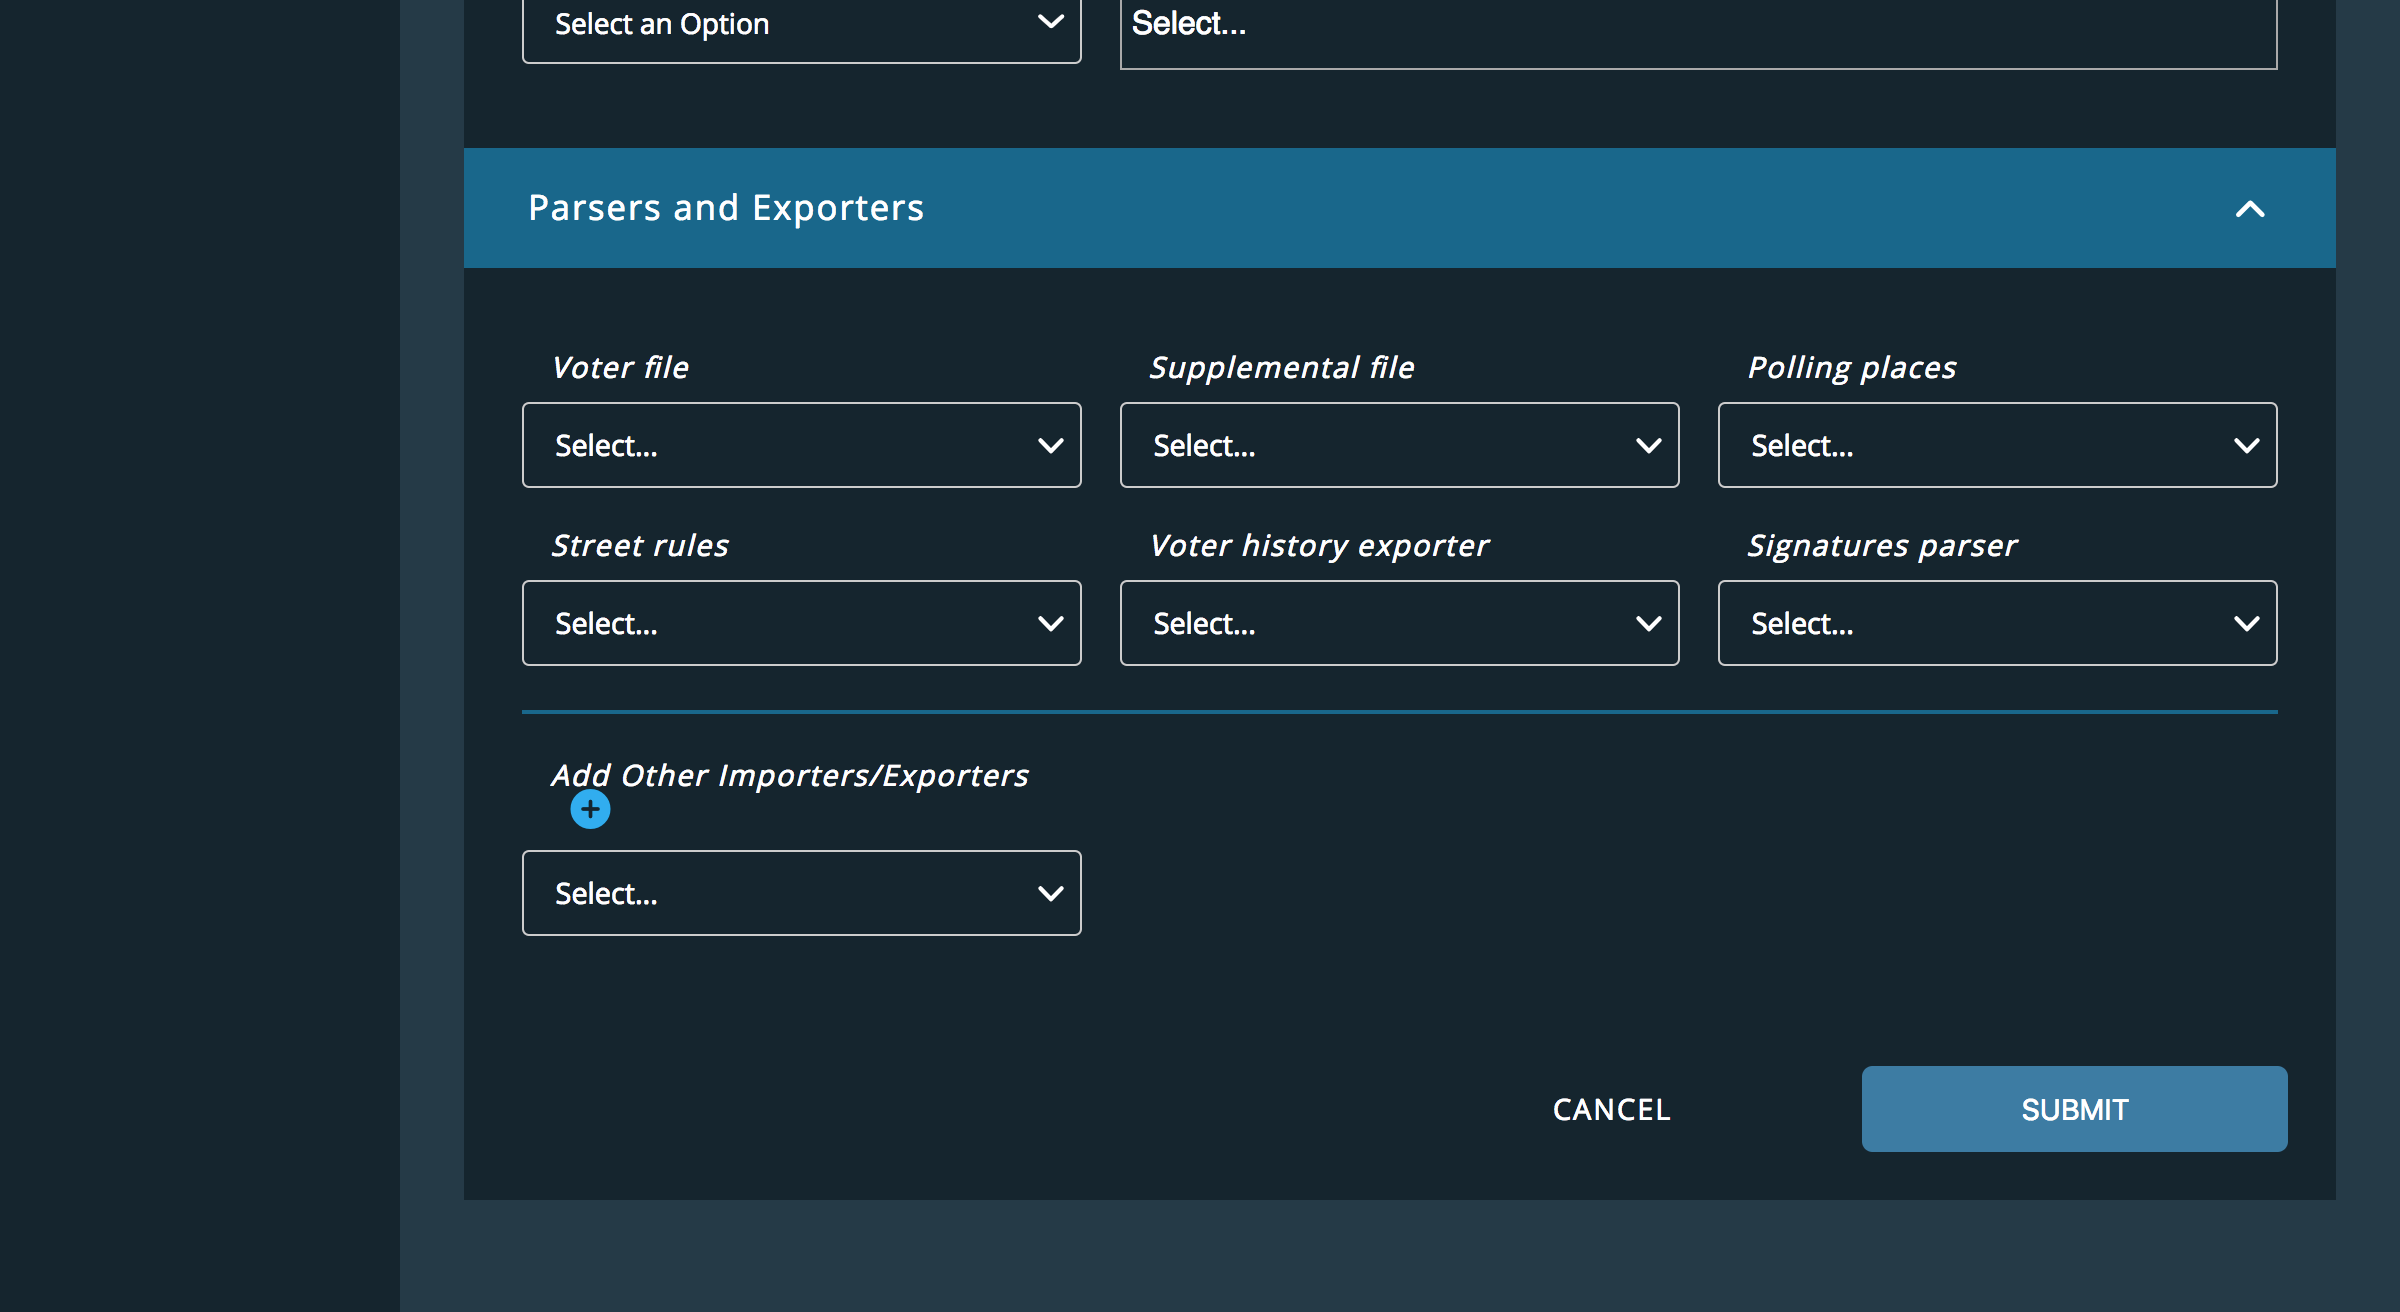 Select an Option
Select...
Parsers and Exporters
Voter file
Supplemental file
Polling places
Select...
Select...
Select...
Street rules
Voter history exporter
Signatures parser
Select...
Select...
Select...
Add Other Importers/Exporters
+
Select...
CANCEL
SUBMIT